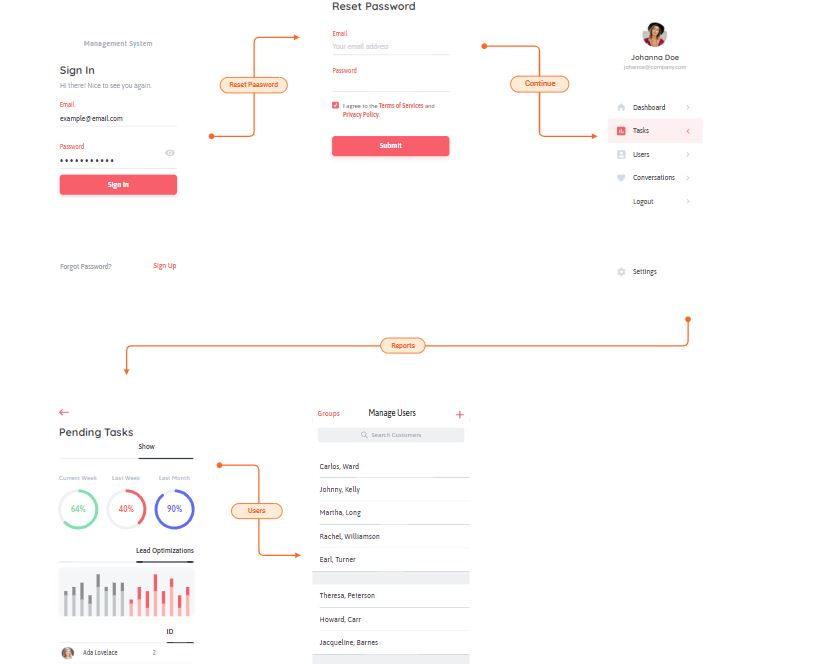 Management System
Sign In
Hi there! Nice to see you again.
Email
example@email.com
Password
Sign In
Forgot Password?
Sign Up
Reset Password
Reset Password
Email
Your email address
Password
I agree to the Terms of Services and
Privacy Policy.
Submit
Continue
Johanna Doe
johanna@company.com
Dashboard
Tasks
Users
Conversations
Logout
Settings
Reports
Pending Tasks
Show
Current Week
Last Week
Last Month
64%
40%
90%
Lead Optimizations
ID
Ada Lovelace
2
Users
Groups
Manage Users
Search Customers
Carlos, Ward
Johnny, Kelly
Martha, Long
Rachel, Williamson
Earl, Turner
Theresa, Peterson
Howard, Carr
Jacqueline, Barnes